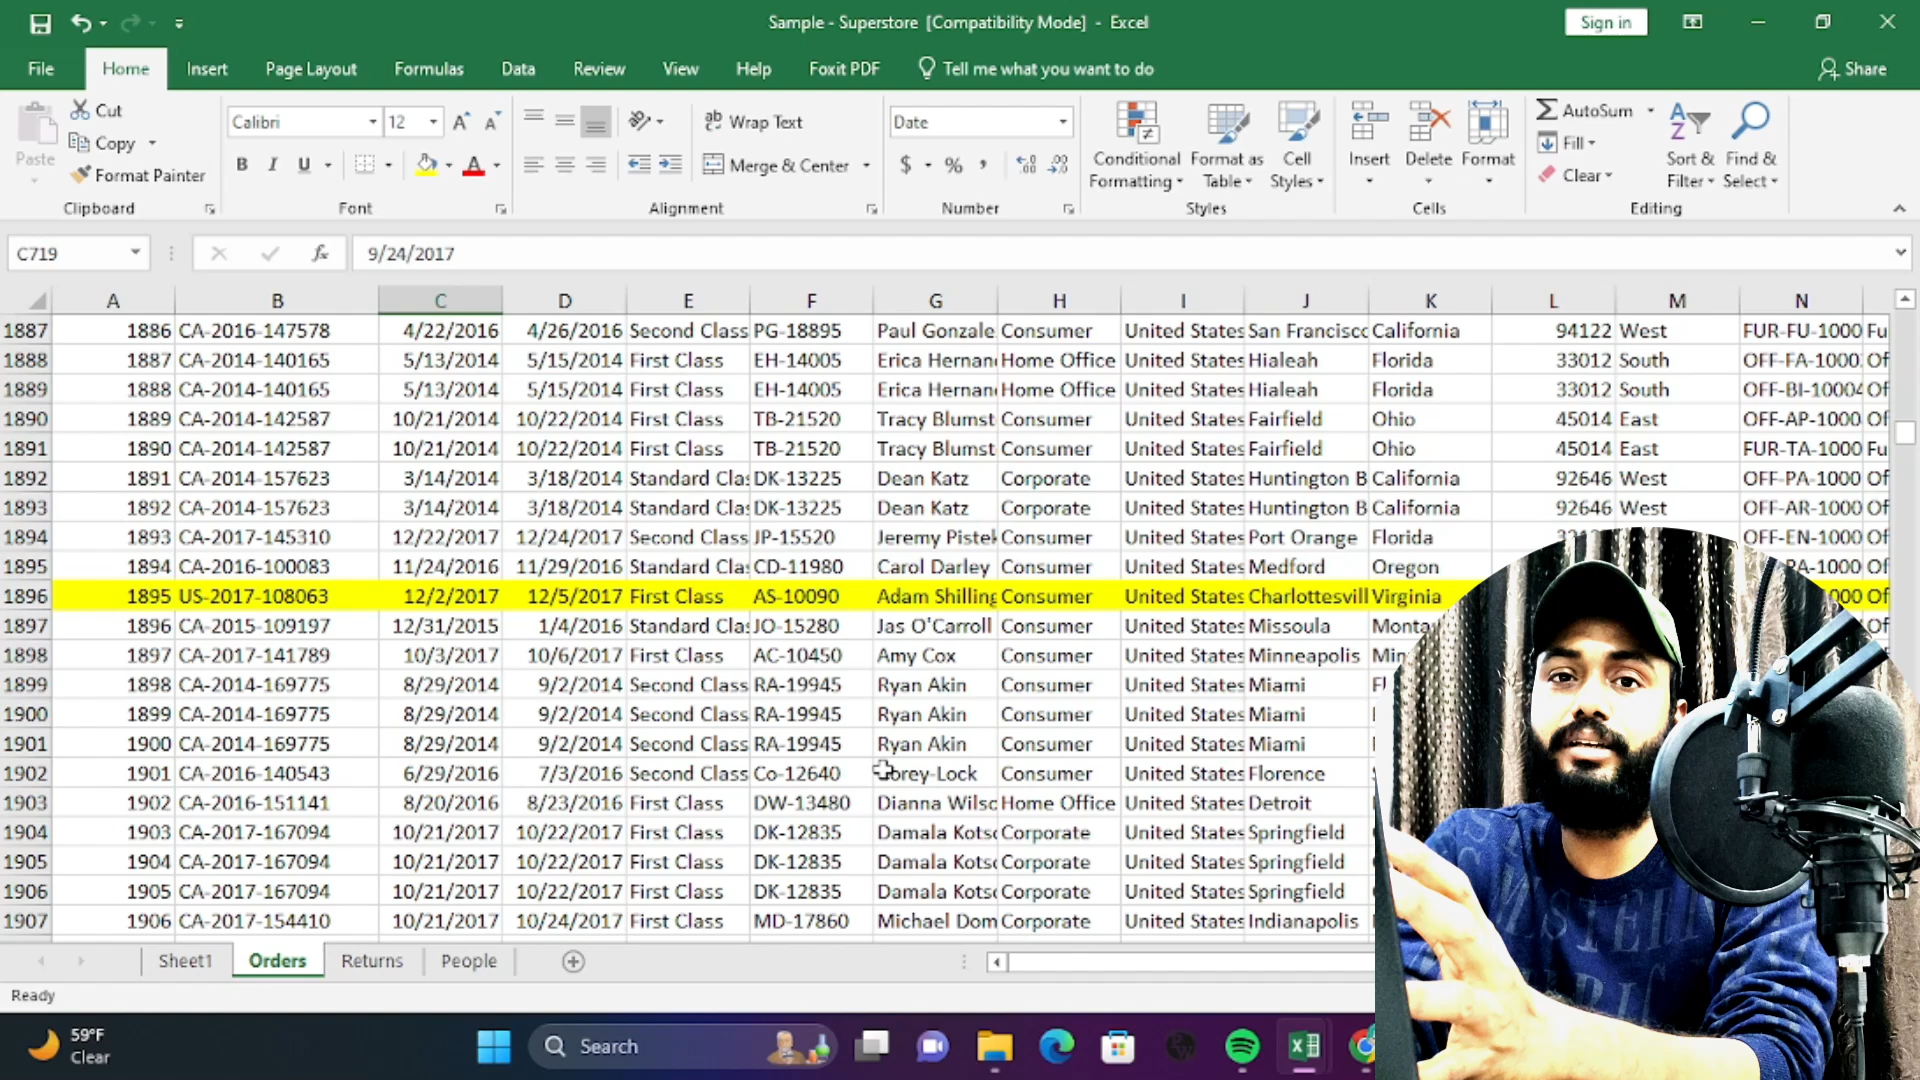 Sample - Superstore [Compatibility Mode] - Excel
Sign in
File Home Insert Page Layout Formulas Data Review View Help Foxit PDF Tell me what you want to do Share
Paste
Cut
Copy
Format Painter
Clipboard
Calibri 12
B I U
Font
Wrap Text
Merge & Center
Alignment
Date
$ % ,
Number
Conditional Formatting
Format as Table
Cell Styles
Styles
Insert Delete Format
Cells
AutoSum
Fill
Clear
Sort & Filter
Find & Select
Editing
C719 fx 9/24/2017
A B C D E F G H I J K L M N
1887 1886 CA-2016-147578 4/22/2016 4/26/2016 Second Class PG-18895 Paul Gonzale Consumer United States San Francisco California 94122 West FUR-FU-1000 Fu
1888 1887 CA-2014-140165 5/13/2014 5/15/2014 First Class EH-14005 Erica Hernan Home Office United States Hialeah Florida 33012 South OFF-FA-1000 Of
1889 1888 CA-2014-140165 5/13/2014 5/15/2014 First Class EH-14005 Erica Hernan Home Office United States Hialeah Florida 33012 South OFF-BI-10004 Of
1890 1889 CA-2014-142587 10/21/2014 10/22/2014 First Class TB-21520 Tracy Blumst Consumer United States Fairfield Ohio 45014 East OFF-AP-1000 Of
1891 1890 CA-2014-142587 10/21/2014 10/22/2014 First Class TB-21520 Tracy Blumst Consumer United States Fairfield Ohio 45014 East FUR-TA-1000 Fu
1892 1891 CA-2014-157623 3/14/2014 3/18/2014 Standard Clas DK-13225 Dean Katz Corporate United States Huntington B California 92646 West OFF-PA-1000 Of
1893 1892 CA-2014-157623 3/14/2014 3/18/2014 Standard Clas DK-13225 Dean Katz Corporate United States Huntington B California 92646 West OFF-AR-1000 Of
1894 1893 CA-2017-145310 12/22/2017 12/24/2017 Second Class JP-15520 Jeremy Pistek Consumer United States Port Orange Florida OFF-EN-1000 Of
1895 1894 CA-2016-100083 11/24/2016 11/29/2016 Standard Clas CD-11980 Carol Darley Consumer United States Medford Oregon PA-1000 Of
1896 1895 US-2017-108063 12/2/2017 12/5/2017 First Class AS-10090 Adam Shilling Consumer United States Charlottesvill Virginia 000 Of
1897 1896 CA-2015-109197 12/31/2015 1/4/2016 Standard Clas JO-15280 Jas O'Carroll Consumer United States Missoula Monta Of
1898 1897 CA-2017-141789 10/3/2017 10/6/2017 First Class AC-10450 Amy Cox Consumer United States Minneapolis Min
1899 1898 CA-2014-169775 8/29/2014 9/2/2014 Second Class RA-19945 Ryan Akin Consumer United States Miami Fl
1900 1899 CA-2014-169775 8/29/2014 9/2/2014 Second Class RA-19945 Ryan Akin Consumer United States Miami
1901 1900 CA-2014-169775 8/29/2014 9/2/2014 Second Class RA-19945 Ryan Akin Consumer United States Miami
1902 1901 CA-2016-140543 6/29/2016 7/3/2016 Second Class Co-12640 orey-Lock Consumer United States Florence
1903 1902 CA-2016-151141 8/20/2016 8/23/2016 First Class DW-13480 Dianna Wilso Home Office United States Detroit
1904 1903 CA-2017-167094 10/21/2017 10/22/2017 First Class DK-12835 Damala Kotso Corporate United States Springfield
1905 1904 CA-2017-167094 10/21/2017 10/22/2017 First Class DK-12835 Damala Kotso Corporate United States Springfield
1906 1905 CA-2017-167094 10/21/2017 10/22/2017 First Class DK-12835 Damala Kotso Corporate United States Springfield
1907 1906 CA-2017-154410 10/21/2017 10/24/2017 First Class MD-17860 Michael Dom Corporate United States Indianapolis
Sheet1 Orders Returns People
Ready
59°F
Clear
Search